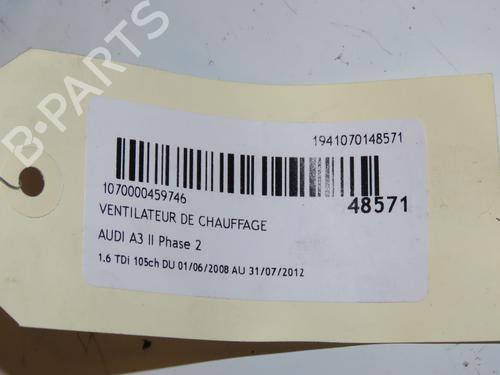 B-PARTS
1941070148571
1070000459746
48571
VENTILATEUR DE CHAUFFAGE
AUDI A3 II Phase 2
1.6 TDi 105ch DU 01/06/2008 AU 31/07/2012